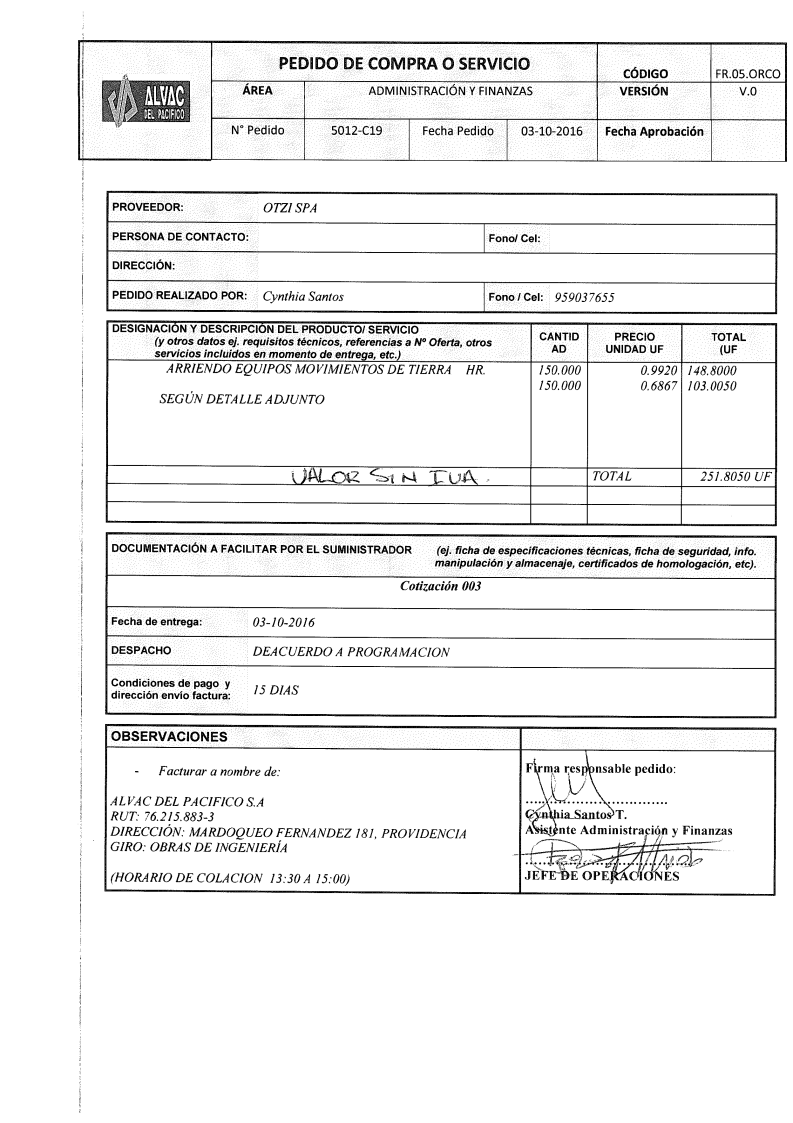 ALVAC
DEL PACIFICO
PEDIDO DE COMPRA O SERVICIO
CÓDIGO FR.05.ORCO
ÁREA ADMINISTRACIÓN Y FINANZAS VERSIÓN V.0
N° Pedido 5012-C19 Fecha Pedido 03-10-2016 Fecha Aprobación
PROVEEDOR: OTZI SPA
PERSONA DE CONTACTO: Fono/ Cel:
DIRECCIÓN:
PEDIDO REALIZADO POR: Cynthia Santos Fono / Cel: 959037655
DESIGNACIÓN Y DESCRIPCIÓN DEL PRODUCTO/ SERVICIO
(y otros datos ej. requisitos técnicos, referencias a Nº Oferta, otros
servicios incluidos en momento de entrega, etc.)
CANTID
AD
PRECIO
UNIDAD UF
TOTAL
(UF
ARRIENDO EQUIPOS MOVIMIENTOS DE TIERRA HR. 150.000 0.9920 148.8000
150.000 0.6867 103.0050
SEGÚN DETALLE ADJUNTO
VALOR SIN IVA. TOTAL 251.8050 UF
DOCUMENTACIÓN A FACILITAR POR EL SUMINISTRADOR (ej. ficha de especificaciones técnicas, ficha de seguridad, info.
manipulación y almacenaje, certificados de homologación, etc).
Cotización 003
Fecha de entrega: 03-10-2016
DESPACHO DEACUERDO A PROGRAMACION
Condiciones de pago y
dirección envío factura: 15 DIAS
OBSERVACIONES
- Facturar a nombre de:
ALVAC DEL PACIFICO S.A
RUT: 76.215.883-3
DIRECCIÓN: MARDOQUEO FERNANDEZ 181, PROVIDENCIA
GIRO: OBRAS DE INGENIERÍA
(HORARIO DE COLACION 13:30 A 15:00)
Firma responsable pedido:
Cynthia Santos T.
Asistente Administración y Finanzas
JEFE DE OPERACIONES